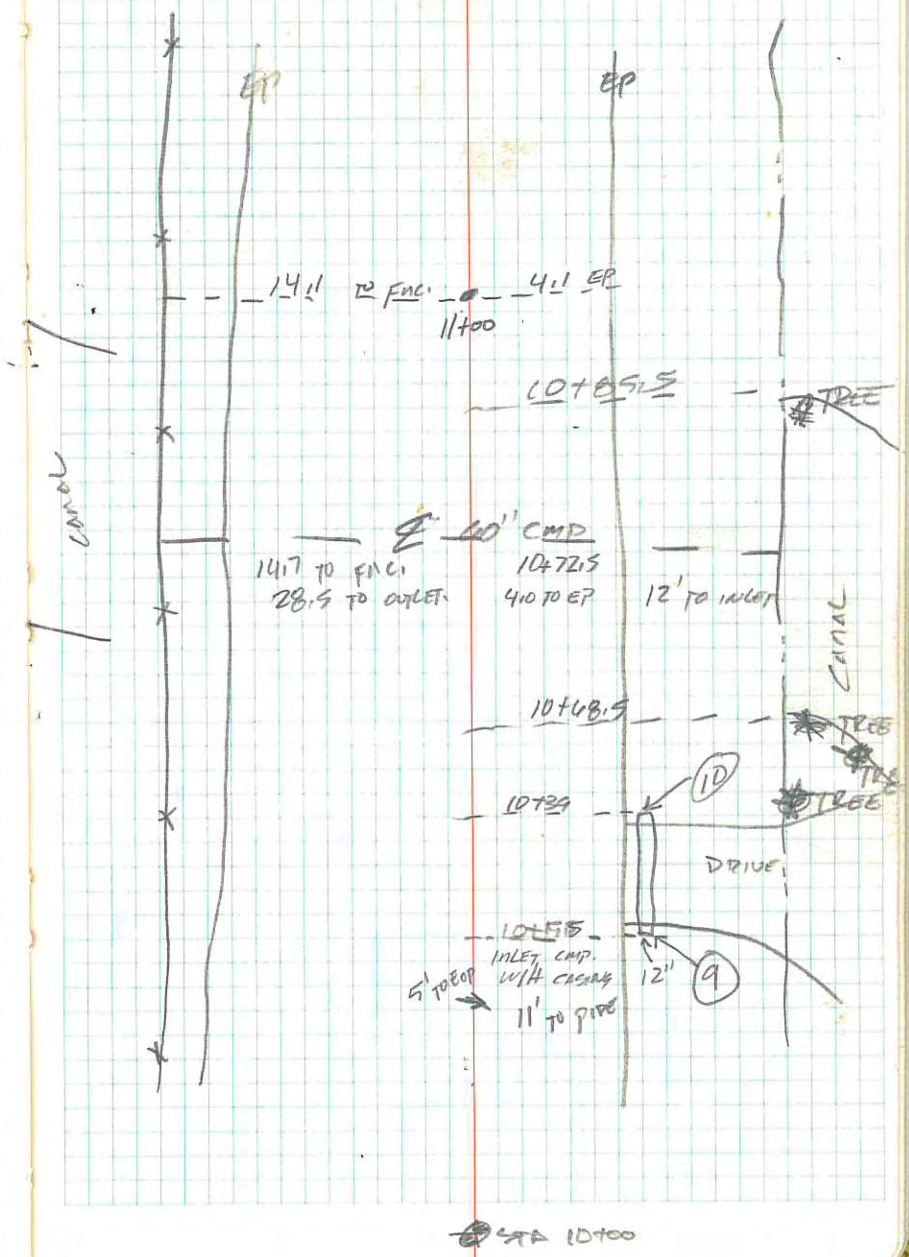 EP
EP
14.1 TO FNC. 4.1 EP
11+00
10+85.5
TREE
CANAL
℄ 60" CMP
14.7 TO FNC. 10+72.5
28.5 TO OUTLET. 4.0 TO EP 12' TO INLET
CANAL
10+48.5
TREE
TREE
10
10+39
TREE
DRIVE
INLET CMP.
W/H CASING 12" 9
5' TO EOP
11' TO PIPE
STA 10+00